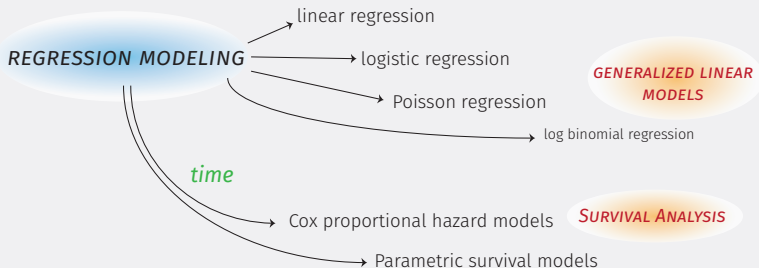 linear regression
REGRESSION MODELING
logistic regression
GENERALIZED LINEAR
MODELS
Poisson regression
log binomial regression
time
Cox proportional hazard models
SURVIVAL ANALYSIS
Parametric survival models